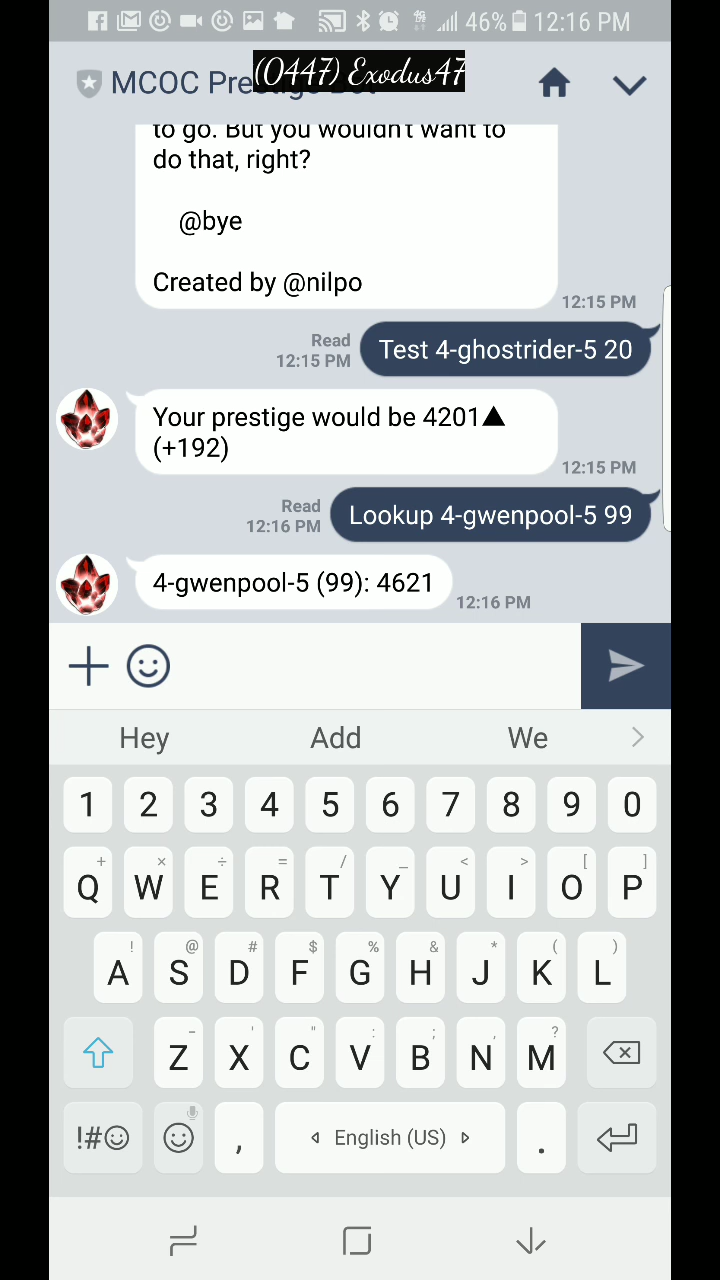 46% 12:16 PM
(0447) Exodus47
MCOC Pre
to go. But you wouldn't want to
do that, right?
@bye
Created by @nilpo
12:15 PM
Read
12:15 PM
Test 4-ghostrider-5 20
Your prestige would be 4201▲
(+192)
12:15 PM
Read
12:16 PM
Lookup 4-gwenpool-5 99
4-gwenpool-5 (99): 4621
12:16 PM
Hey Add We >
1 2 3 4 5 6 7 8 9 0
+ × ÷ = / _ < > [ ]
Q W E R T Y U I O P
! @ # $ % & * ( )
A S D F G H J K L
- ' " : ; , ?
Z X C V B N M
!#☺ , English (US) .